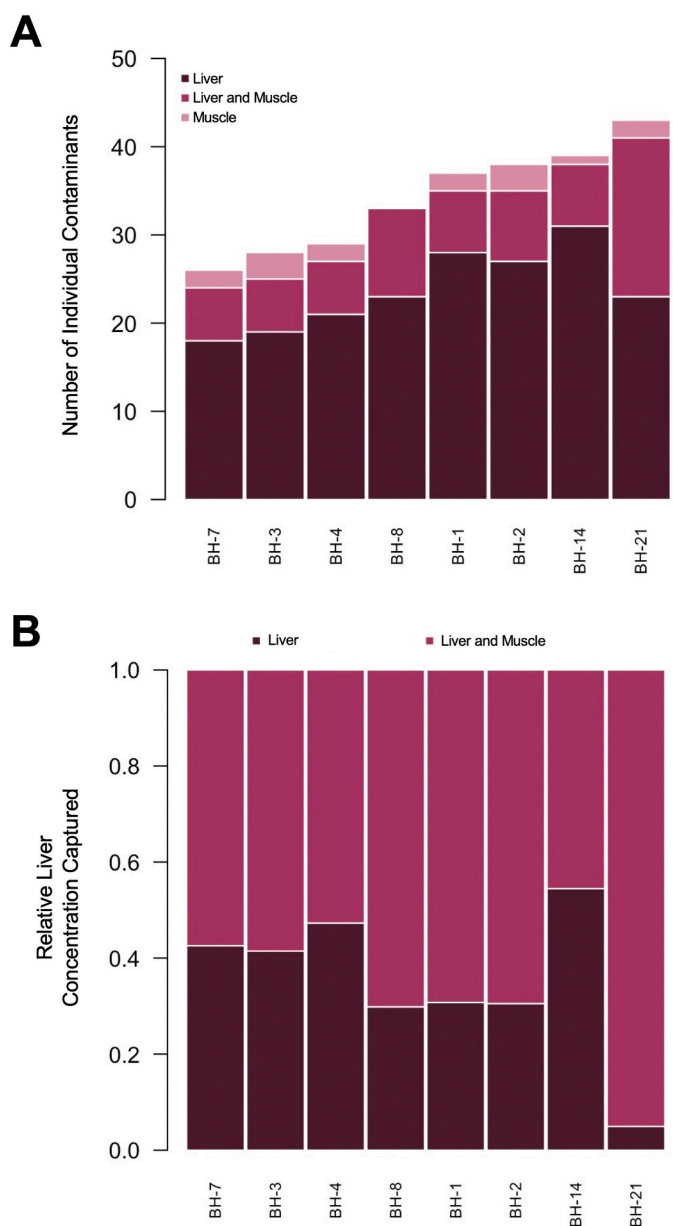 A
Number of Individual Contaminants
50
40
30
20
10
0
Liver
Liver and Muscle
Muscle
BH-7
BH-3
BH-4
BH-8
BH-1
BH-2
BH-14
BH-21
B
Liver
Liver and Muscle
Relative Liver
Concentration Captured
1.0
0.8
0.6
0.4
0.2
0.0
BH-7
BH-3
BH-4
BH-8
BH-1
BH-2
BH-14
BH-21